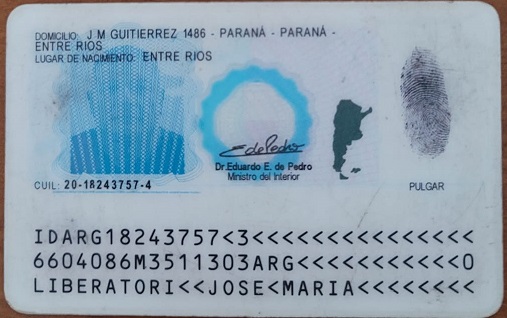 DOMICILIO: J M GUITIERREZ 1486 - PARANÁ - PARANÁ -
ENTRE RIOS
LUGAR DE NACIMIENTO: ENTRE RIOS
Dr. Eduardo E. de Pedro
Ministro del Interior
CUIL: 20-18243757-4
PULGAR
IDARG18243757<3<<<<<<<<<<<<<<<
6604086M3511303ARG<<<<<<<<<<<0
LIBERATORI<<JOSE<MARIA<<<<<<<<